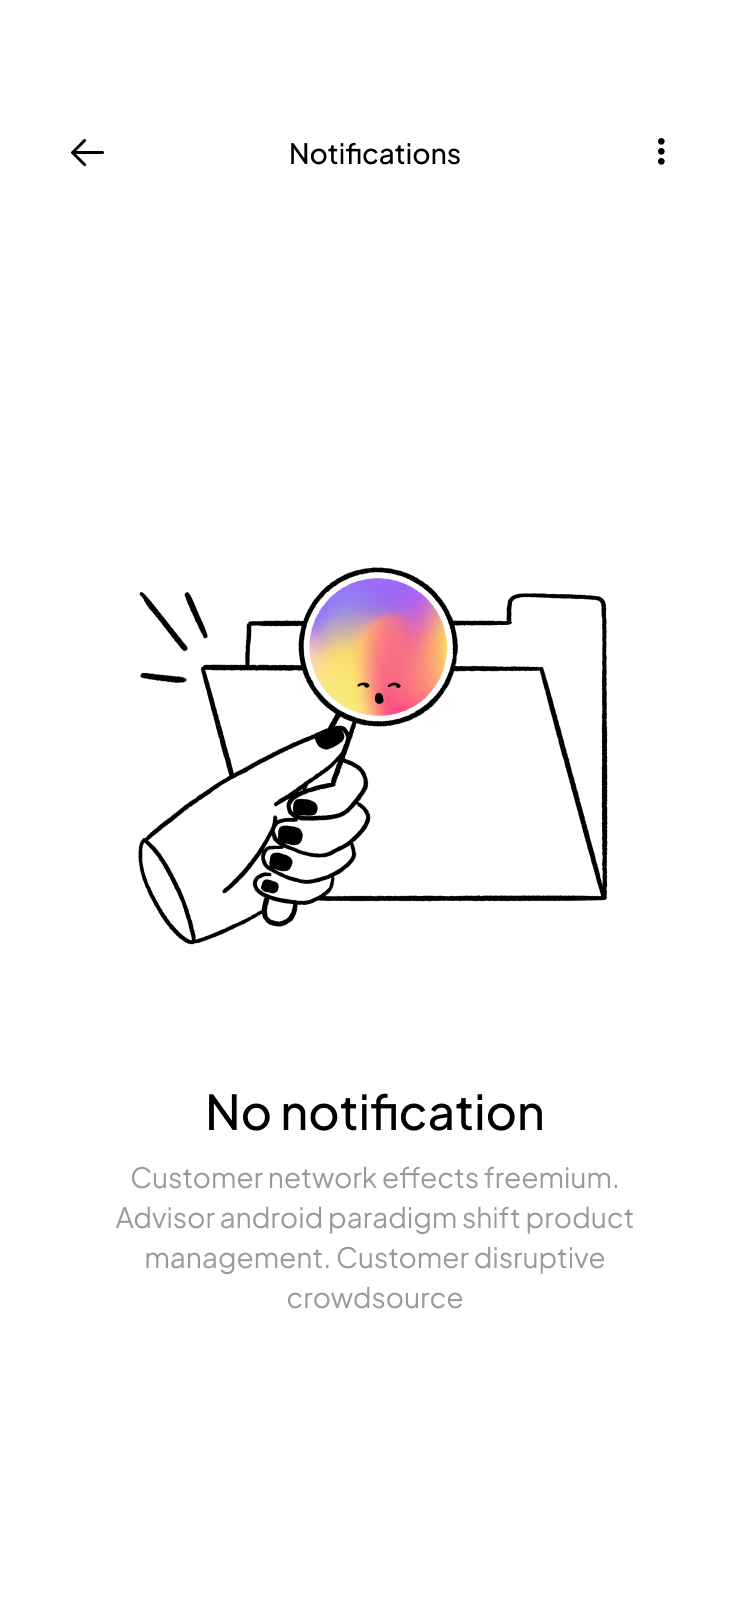 Notifications
No notification
Customer network effects freemium.
Advisor android paradigm shift product
management. Customer disruptive
crowdsource